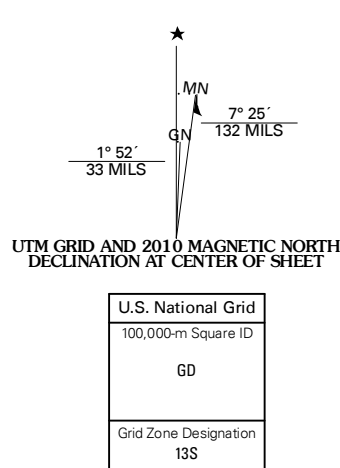 ★
MN
7° 25´
132 MILS
GN
1° 52´
33 MILS
UTM GRID AND 2010 MAGNETIC NORTH
DECLINATION AT CENTER OF SHEET
U.S. National Grid
100,000-m Square ID
GD
Grid Zone Designation
13S